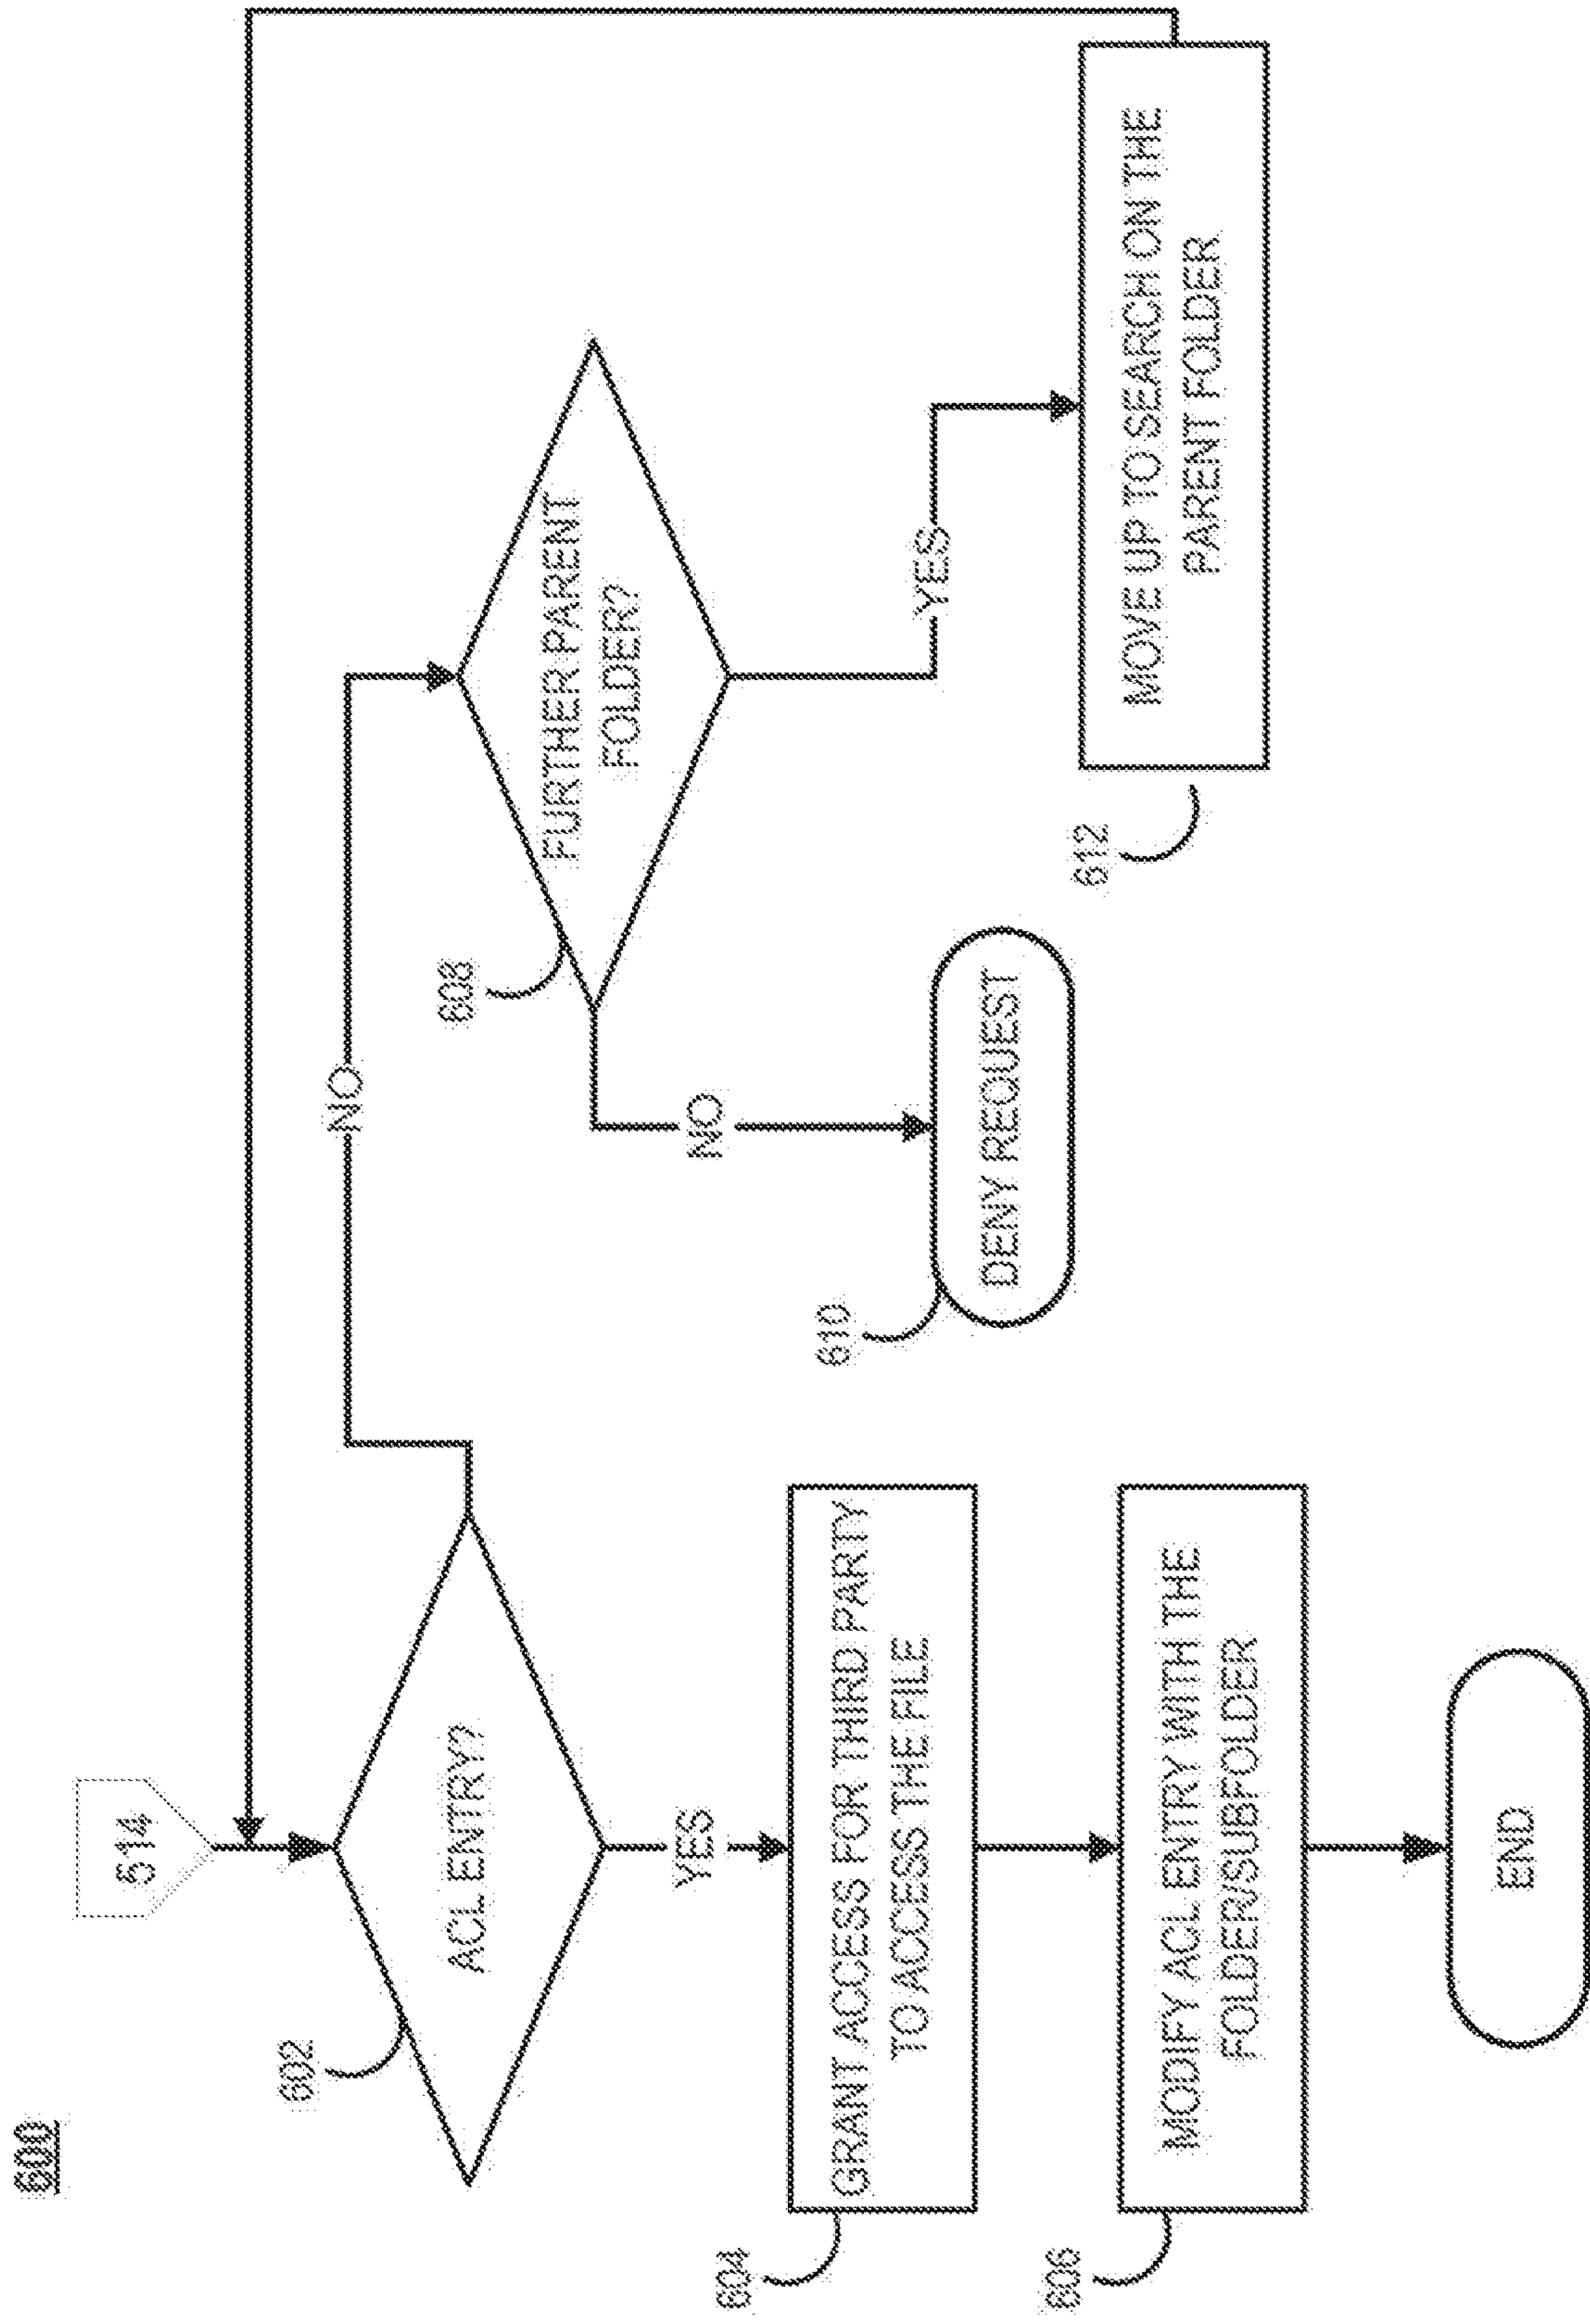 600
514
602
ACL ENTRY?
NO
YES
604
GRANT ACCESS FOR THIRD PARTY
TO ACCESS THE FILE
606
MODIFY ACL ENTRY WITH THE
FOLDER/SUBFOLDER
END
608
FURTHER PARENT
FOLDER?
NO
YES
610
DENY REQUEST
612
MOVE UP TO SEARCH ON THE
PARENT FOLDER